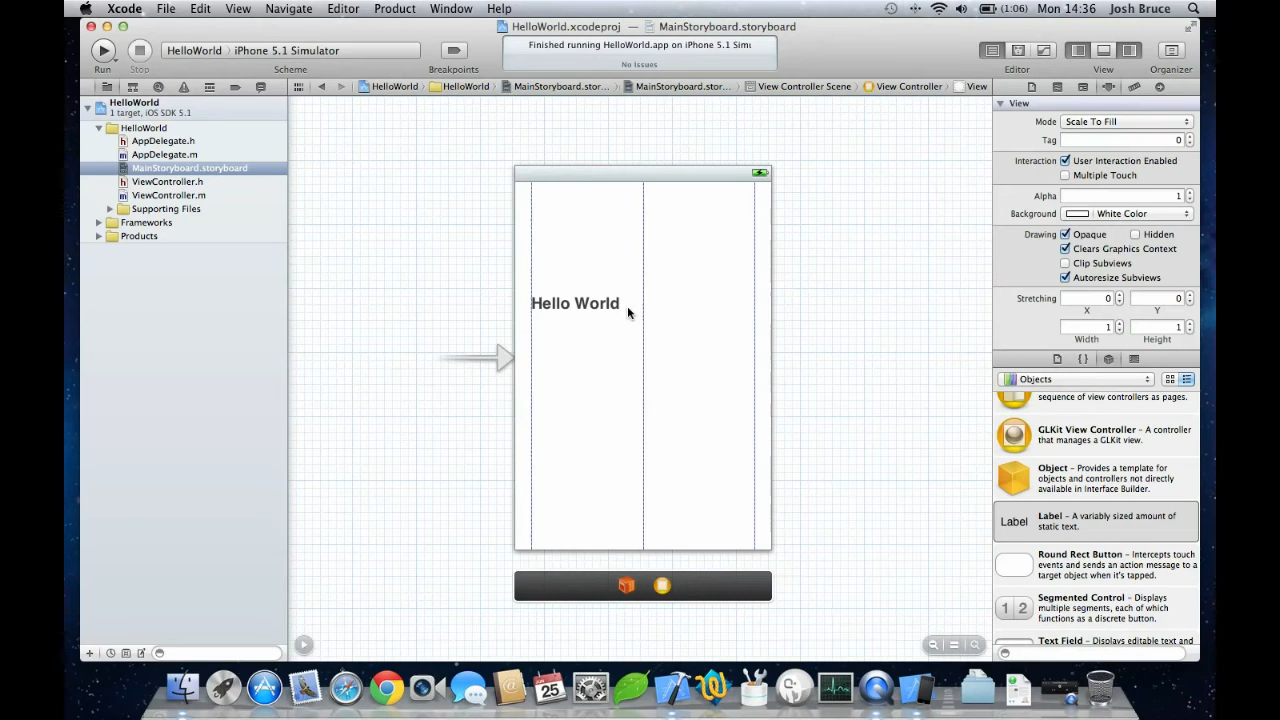 Xcode File Edit View Navigate Editor Product Window Help (1:06) Mon 14:36 Josh Bruce
HelloWorld.xcodeproj — MainStoryboard.storyboard
HelloWorld iPhone 5.1 Simulator
Finished running HelloWorld.app on iPhone 5.1 Simu
No Issues
Run Stop Scheme Breakpoints Editor View Organizer
HelloWorld HelloWorld MainStoryboard.stor... MainStoryboard.sto... View Controller Scene View Controller View
HelloWorld
1 target, iOS SDK 5.1
HelloWorld
h AppDelegate.h
m AppDelegate.m
MainStoryboard.storyboard
h ViewController.h
m ViewController.m
Supporting Files
Frameworks
Products
Hello World
View
Mode Scale To Fill
Tag 0
Interaction User Interaction Enabled
Multiple Touch
Alpha 1
Background White Color
Drawing Opaque Hidden
Clears Graphics Context
Clip Subviews
Autoresize Subviews
Stretching 0 0
X Y
1 1
Width Height
Objects
sequence of view controllers as pages.
GLKit View Controller – A controller
that manages a GLKit view.
Object – Provides a template for
objects and controllers not directly
available in Interface Builder.
Label
Label – A variably sized amount of
static text.
Round Rect Button – Intercepts touch
events and sends an action message to a
target object when it's tapped.
1 2
Segmented Control – Displays
multiple segments, each of which
functions as a discrete button.
Text Field – Displays editable text and
25